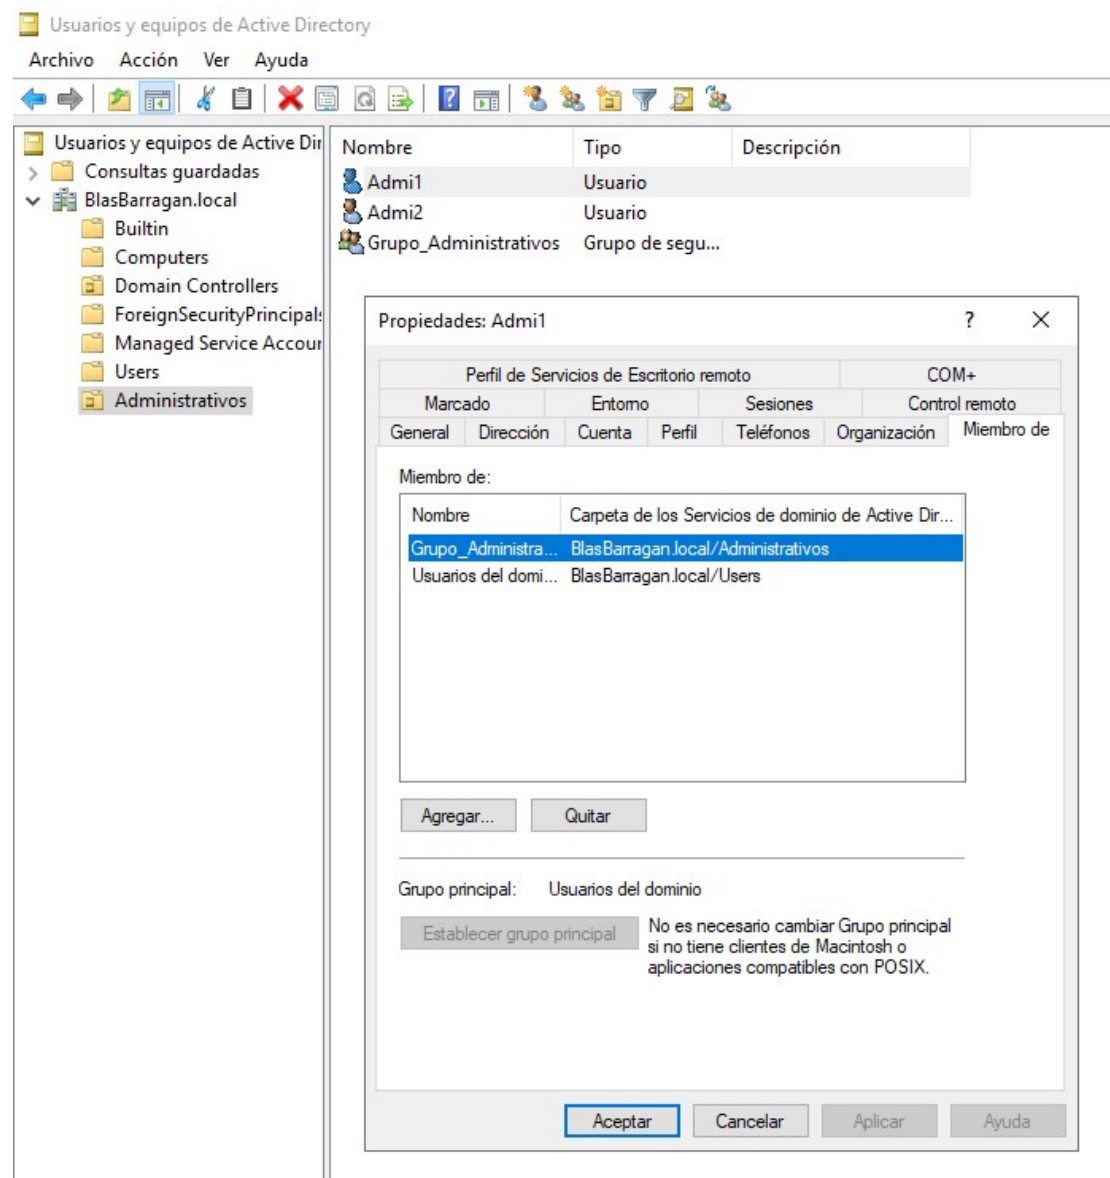 Usuarios y equipos de Active Directory
Archivo Acción Ver Ayuda
Usuarios y equipos de Active Dir
Consultas guardadas
BlasBarragan.local
Builtin
Computers
Domain Controllers
ForeignSecurityPrincipals
Managed Service Accour
Users
Administrativos
Nombre Tipo Descripción
Admi1 Usuario
Admi2 Usuario
Grupo_Administrativos Grupo de segu...
Propiedades: Admi1 ?
Perfil de Servicios de Escritorio remoto COM+
Marcado Entorno Sesiones Control remoto
General Dirección Cuenta Perfil Teléfonos Organización Miembro de
Miembro de:
Nombre Carpeta de los Servicios de dominio de Active Dir...
Grupo_Administra... BlasBarragan.local/Administrativos
Usuarios del domi... BlasBarragan.local/Users
Agregar... Quitar
Grupo principal: Usuarios del dominio
Establecer grupo principal
No es necesario cambiar Grupo principal
si no tiene clientes de Macintosh o
aplicaciones compatibles con POSIX.
Aceptar Cancelar Aplicar Ayuda